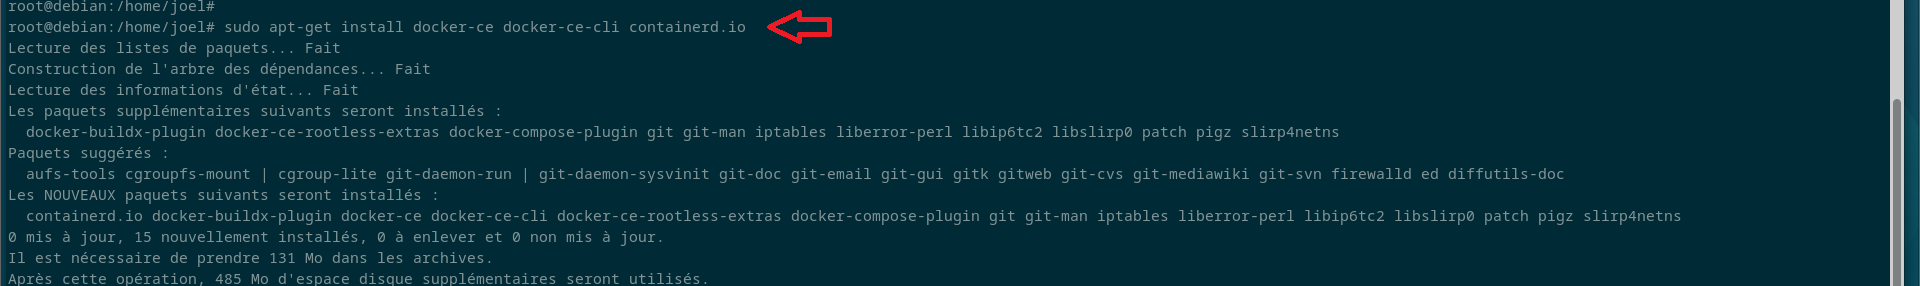 root@debian:/home/joel#
root@debian:/home/joel# sudo apt-get install docker-ce docker-ce-cli containerd.io
Lecture des listes de paquets... Fait
Construction de l'arbre des dépendances... Fait
Lecture des informations d'état... Fait
Les paquets supplémentaires suivants seront installés :
  docker-buildx-plugin docker-ce-rootless-extras docker-compose-plugin git git-man iptables liberror-perl libip6tc2 libslirp0 patch pigz slirp4netns
Paquets suggérés :
  aufs-tools cgroupfs-mount | cgroup-lite git-daemon-run | git-daemon-sysvinit git-doc git-email git-gui gitk gitweb git-cvs git-mediawiki git-svn firewalld ed diffutils-doc
Les NOUVEAUX paquets suivants seront installés :
  containerd.io docker-buildx-plugin docker-ce docker-ce-cli docker-ce-rootless-extras docker-compose-plugin git git-man iptables liberror-perl libip6tc2 libslirp0 patch pigz slirp4netns
0 mis à jour, 15 nouvellement installés, 0 à enlever et 0 non mis à jour.
Il est nécessaire de prendre 131 Mo dans les archives.
Après cette opération, 485 Mo d'espace disque supplémentaires seront utilisés.